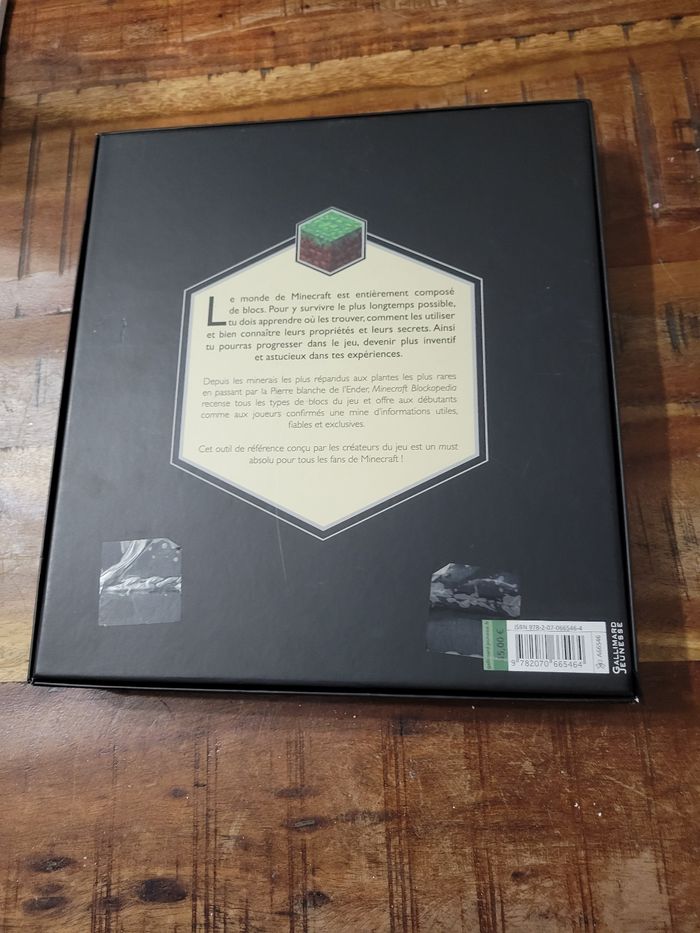 Le monde de Minecraft est entièrement composé
de blocs. Pour y survivre le plus longtemps possible,
tu dois apprendre où les trouver, comment les utiliser
et bien connaître leurs propriétés et leurs secrets. Ainsi
tu pourras progresser dans le jeu, devenir plus inventif
et astucieux dans tes expériences.
Depuis les minerais les plus répandus aux plantes les plus rares
en passant par la Pierre blanche de l'Ender, Minecraft Blockopedia
recense tous les types de blocs du jeu et offre aux débutants
comme aux joueurs confirmés une mine d'informations utiles,
fiables et exclusives.
Cet outil de référence conçu par les créateurs du jeu est un must
absolu pour tous les fans de Minecraft !
gallimard-jeunesse.fr
15,00 €
ISBN 978-2-07-066546-4
9 782070 665464
A66546
GALLIMARD
JEUNESSE